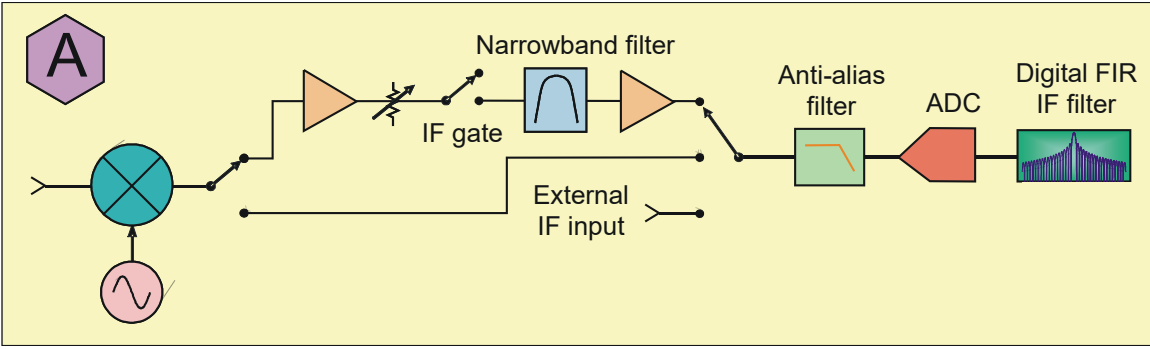 A
Narrowband filter
IF gate
External
IF input
Anti-alias
filter
ADC
Digital FIR
IF filter